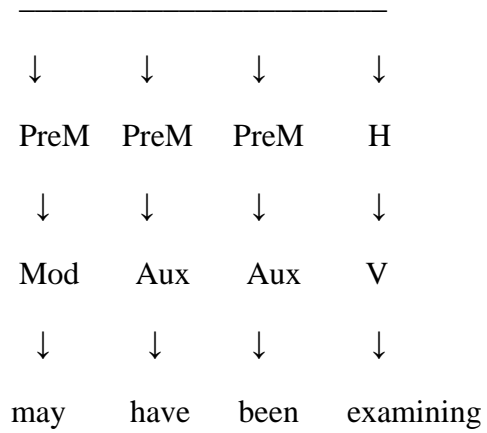 ↓ ↓ ↓ ↓
PreM PreM PreM H
↓ ↓ ↓ ↓
Mod Aux Aux V
↓ ↓ ↓ ↓
may have been examining